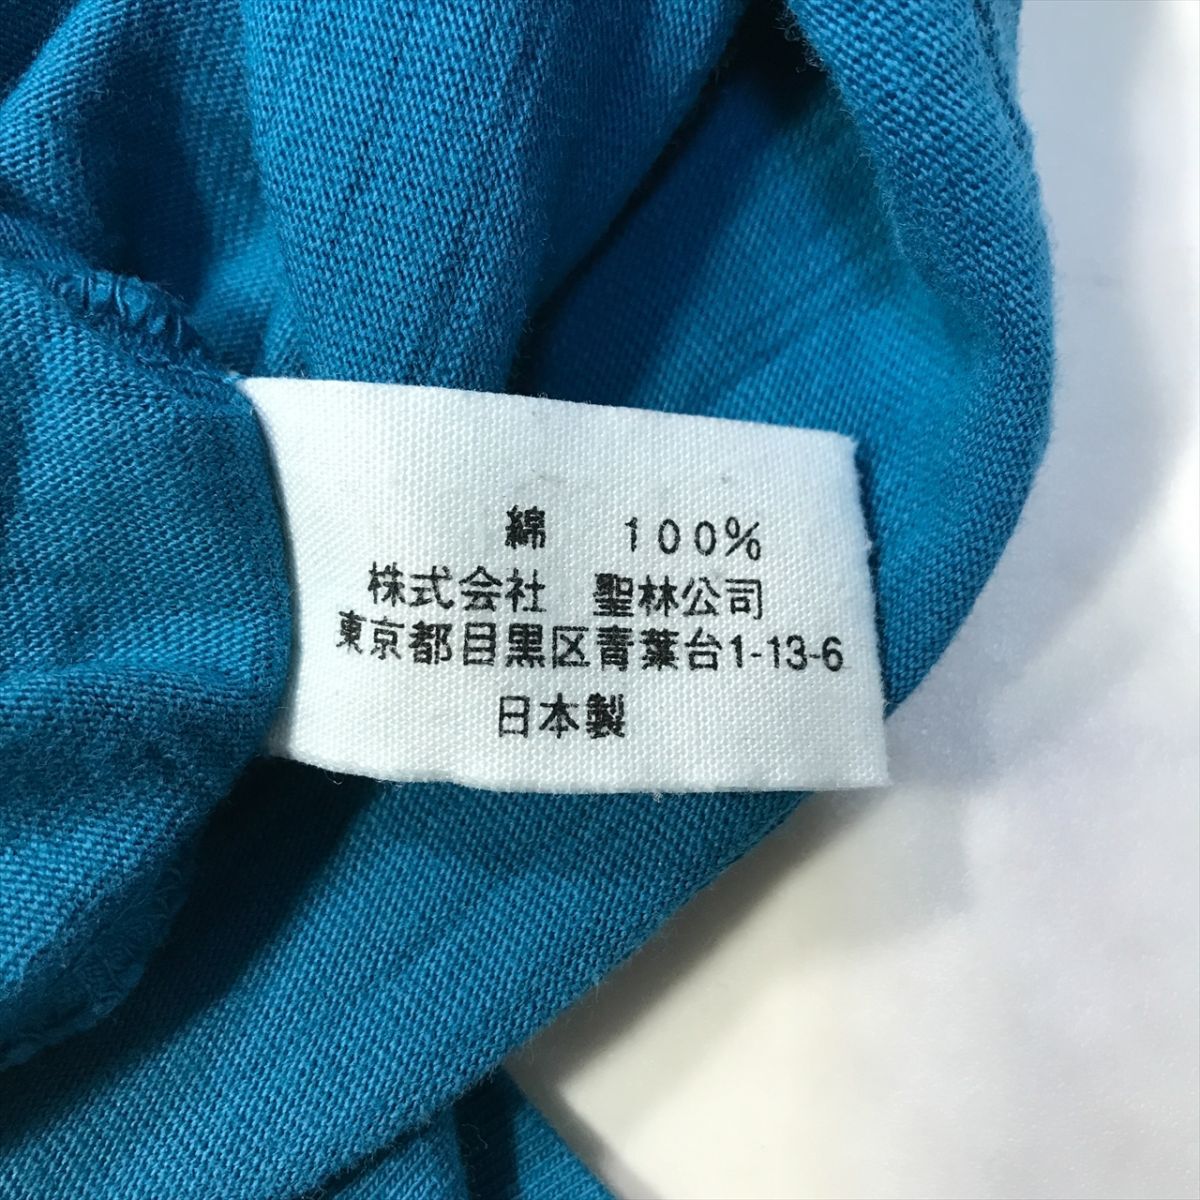 綿　100%
株式会社　聖林公司
東京都目黒区青葉台1-13-6
日本製